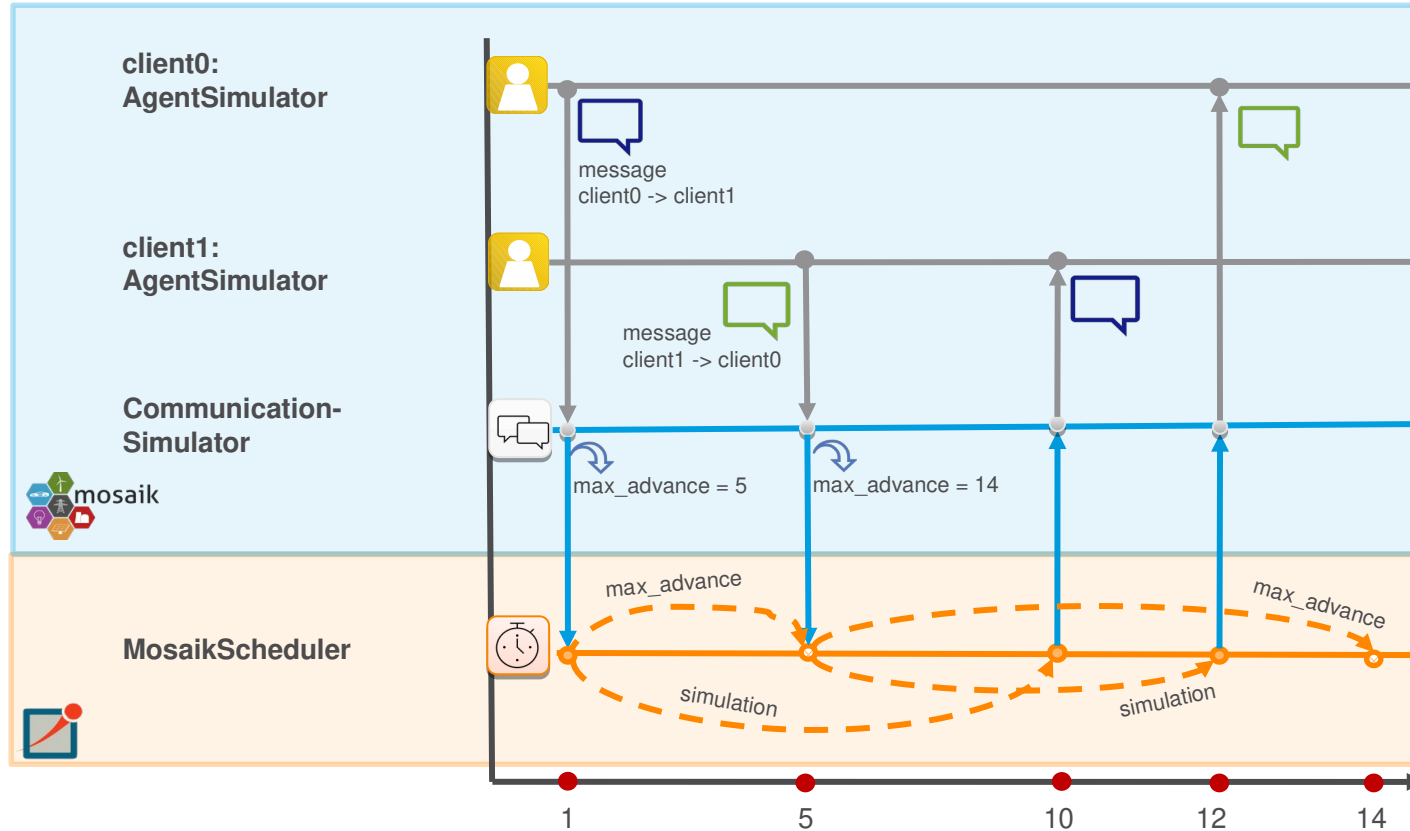 client0:
AgentSimulator
message
client0 -> client1
client1:
AgentSimulator
message
client1 -> client0
Communication-
Simulator
max_advance = 5
max_advance = 14
mosaik
max_advance
max_advance
MosaikScheduler
simulation
simulation
1
5
10
12
14